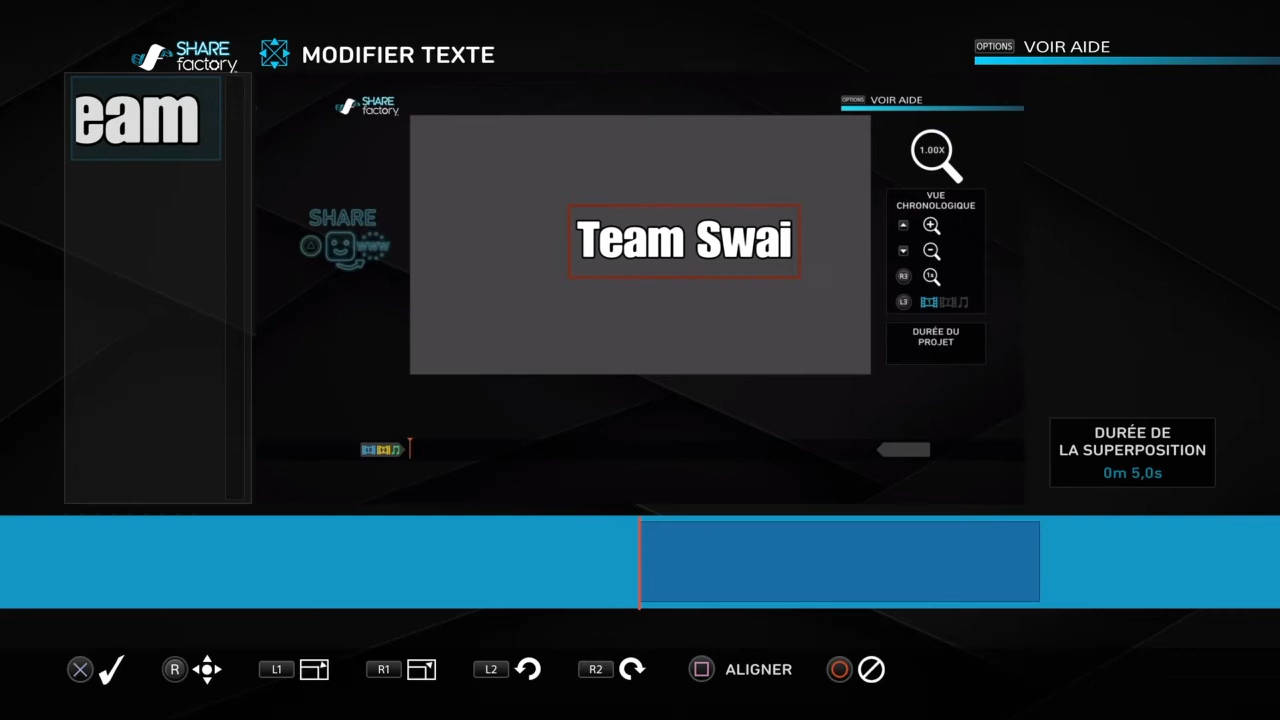 SHARE
factory
MODIFIER TEXTE
OPTIONS VOIR AIDE
eam
SHARE
factory
OPTIONS VOIR AIDE
1.00X
SHARE
www
Team Swai
VUE
CHRONOLOGIQUE
R3 1x
L3
DURÉE DU
PROJET
DURÉE DE
LA SUPERPOSITION
0m 5,0s
R L1 R1 L2 R2 ALIGNER